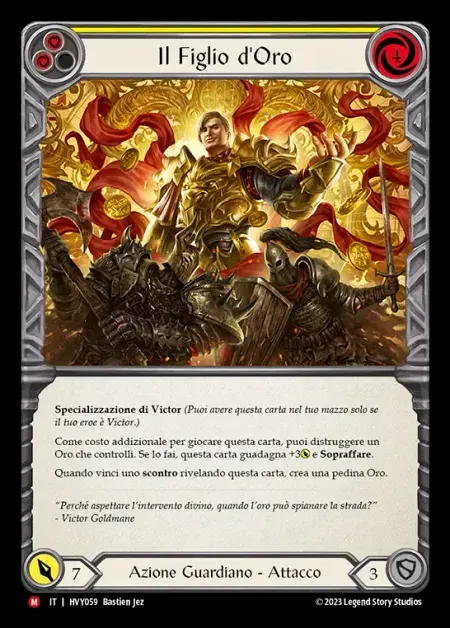 Il Figlio d'Oro
4
Specializzazione di Victor (Puoi avere questa carta nel tuo mazzo solo se
il tuo eroe è Victor.)
Come costo addizionale per giocare questa carta, puoi distruggere un
Oro che controlli. Se lo fai, questa carta guadagna +3 e Sopraffare.
Quando vinci uno scontro rivelando questa carta, crea una pedina Oro.
“Perché aspettare l'intervento divino, quando l'oro può spianare la strada?”
- Victor Goldmane
7
Azione Guardiano - Attacco
3
M IT | HVY059 Bastien Jez
© 2023 Legend Story Studios